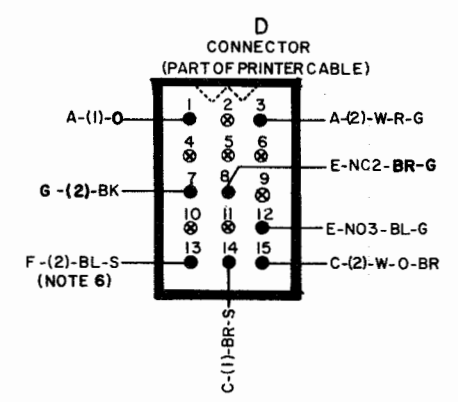 D
CONNECTOR
(PART OF PRINTER CABLE)
1 2 3
A-(1)-O
A-(2)-W-R-G
4 5 6
E-NC2-BR-G
7 8 9
G-(2)-BK
10 11 12
E-NO3-BL-G
13 14 15
F-(2)-BL-S
(NOTE 6)
C-(2)-W-O-BR
C-(1)-BR-S